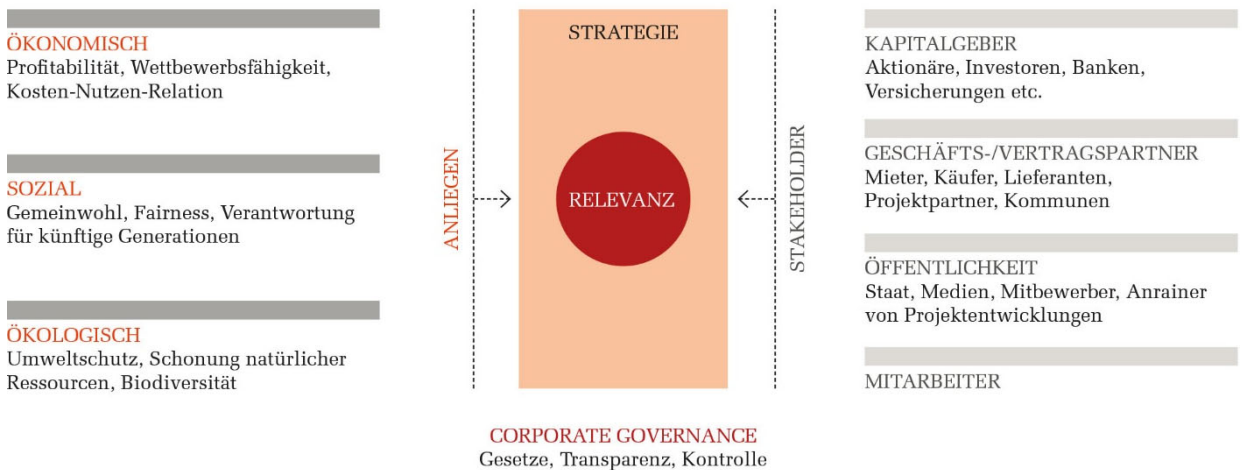 ÖKONOMISCH
Profitabilität, Wettbewerbsfähigkeit,
Kosten-Nutzen-Relation
SOZIAL
Gemeinwohl, Fairness, Verantwortung
für künftige Generationen
ÖKOLOGISCH
Umweltschutz, Schonung natürlicher
Ressourcen, Biodiversität
ANLIEGEN
STRATEGIE
RELEVANZ
STAKEHOLDER
KAPITALGEBER
Aktionäre, Investoren, Banken,
Versicherungen etc.
GESCHÄFTS-/VERTRAGSPARTNER
Mieter, Käufer, Lieferanten,
Projektpartner, Kommunen
ÖFFENTLICHKEIT
Staat, Medien, Mitbewerber, Anrainer
von Projektentwicklungen
MITARBEITER
CORPORATE GOVERNANCE
Gesetze, Transparenz, Kontrolle